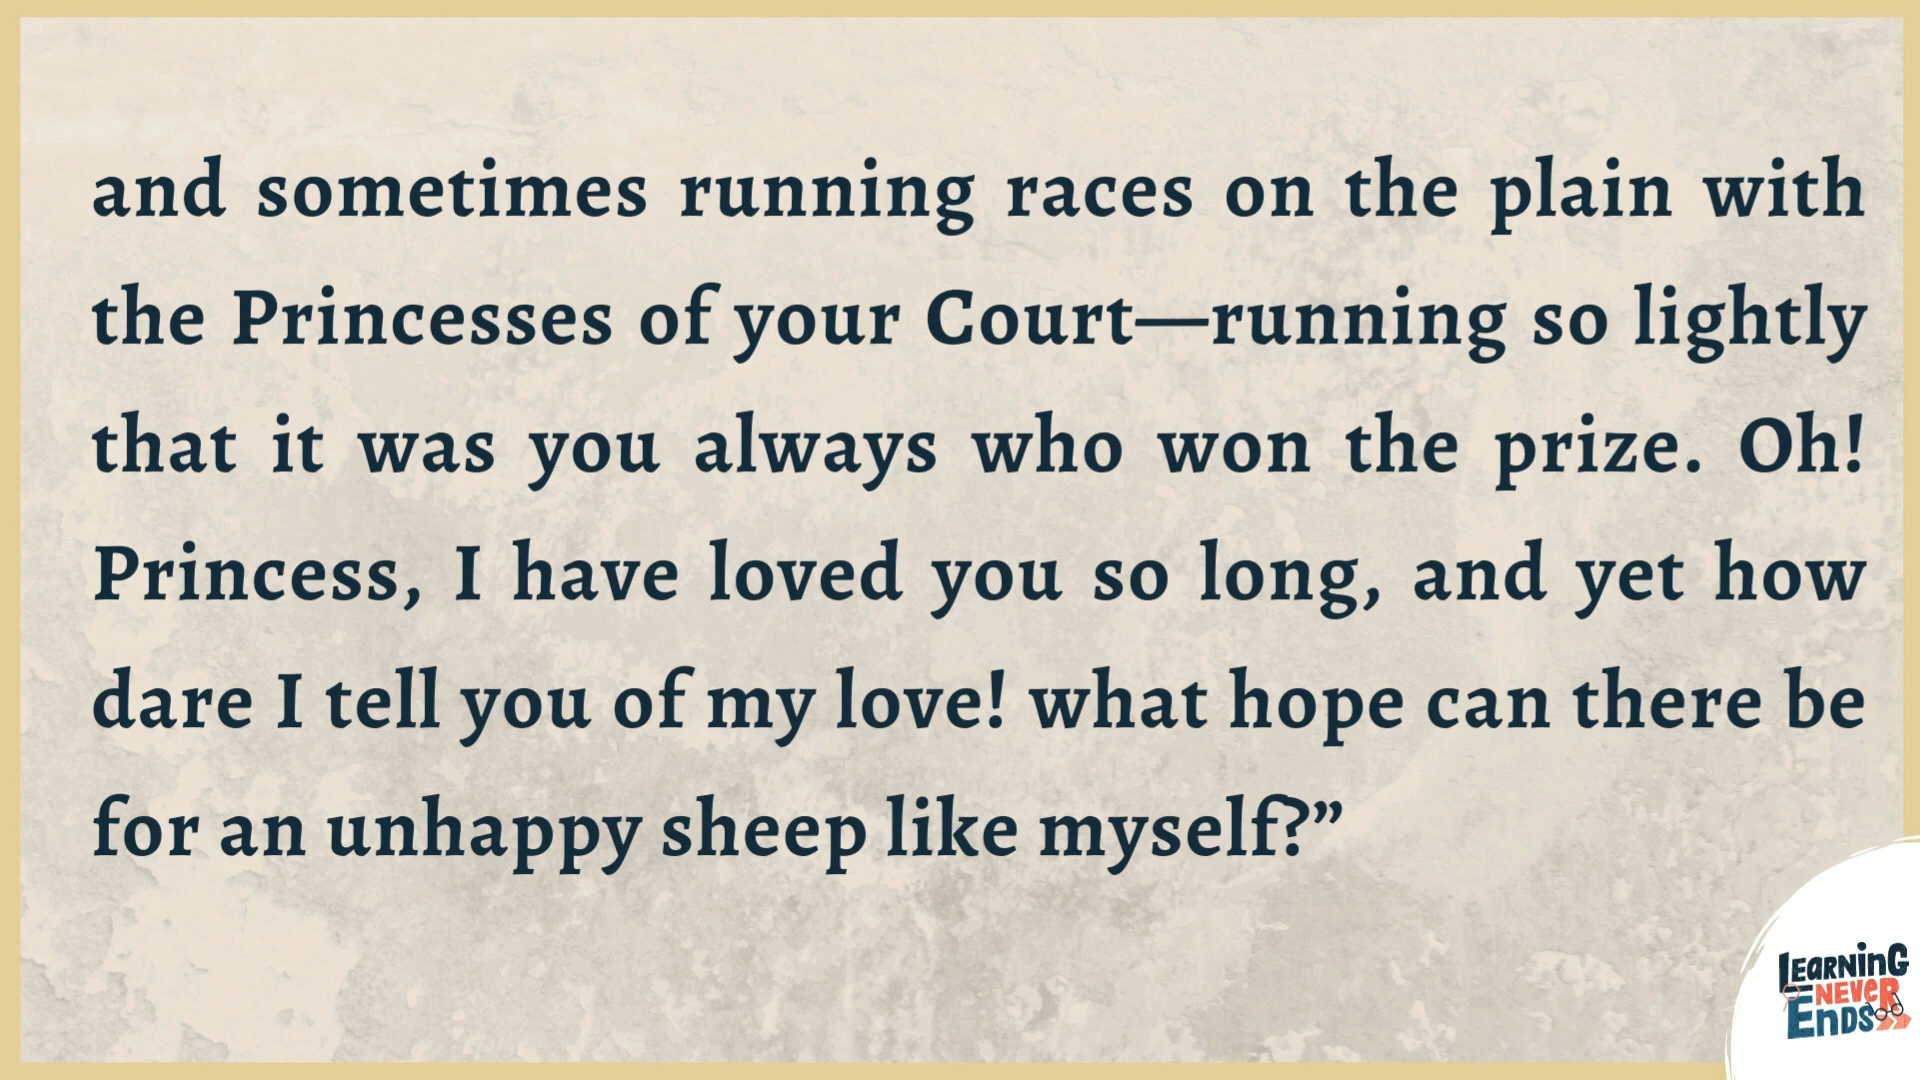 and sometimes running races on the plain with
the Princesses of your Court—running so lightly
that it was you always who won the prize. Oh!
Princess, I have loved you so long, and yet how
dare I tell you of my love! what hope can there be
for an unhappy sheep like myself?”
LEARNinG
NEVER
EnDS